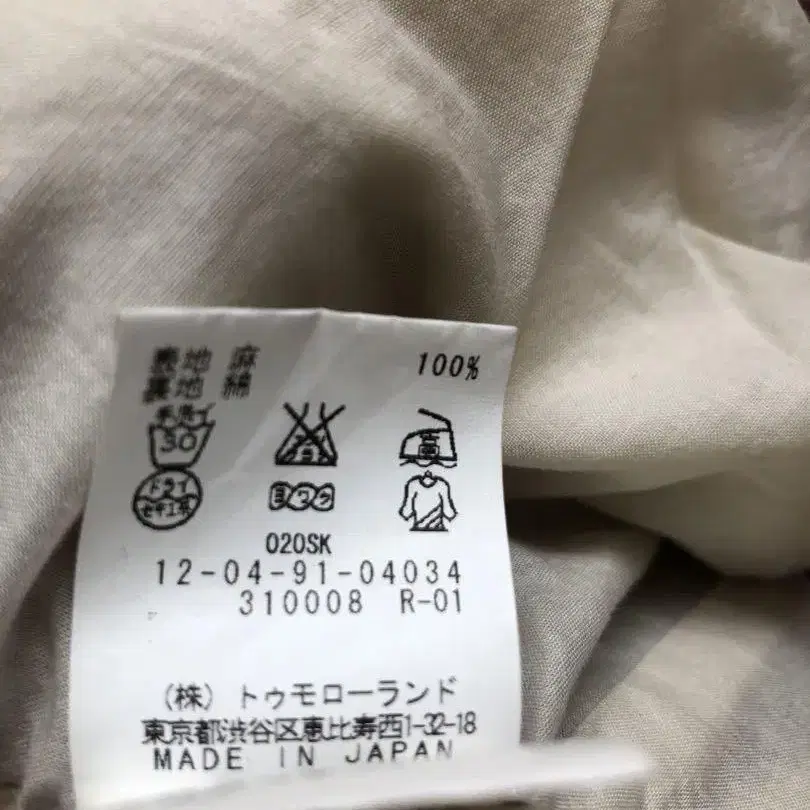 表地 麻 100%
裏地 綿
手洗イ
30
高
ドライ
セキユ系
ヨワク
020SK
12-04-91-04034
310008 R-01
(株) トゥモローランド
東京都渋谷区恵比寿西1-32-18
MADE IN JAPAN